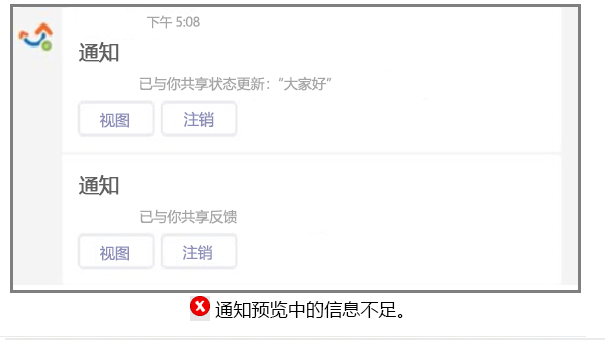 下午 5:08
通知
已与你共享状态更新：“大家好”
视图 注销
通知
已与你共享反馈
视图 注销
通知预览中的信息不足。